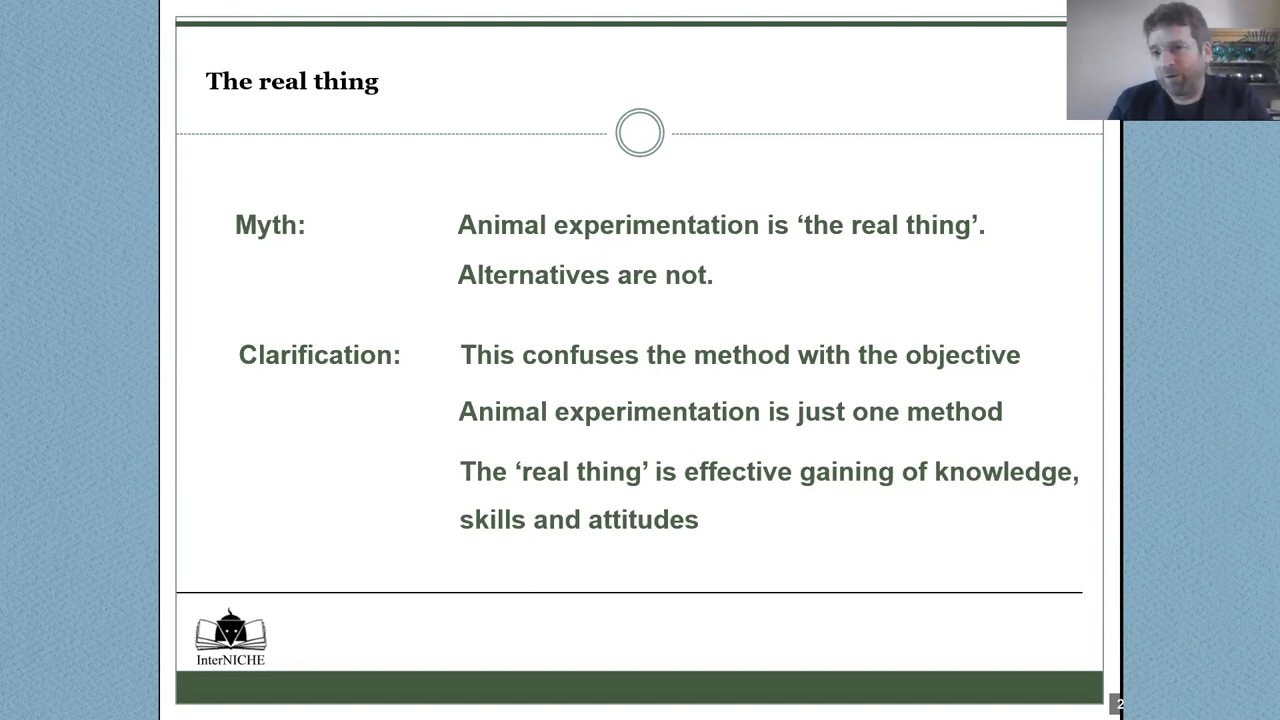 The real thing
Myth: Animal experimentation is ‘the real thing’.
Alternatives are not.
Clarification: This confuses the method with the objective
Animal experimentation is just one method
The ‘real thing’ is effective gaining of knowledge,
skills and attitudes
InterNICHE
2